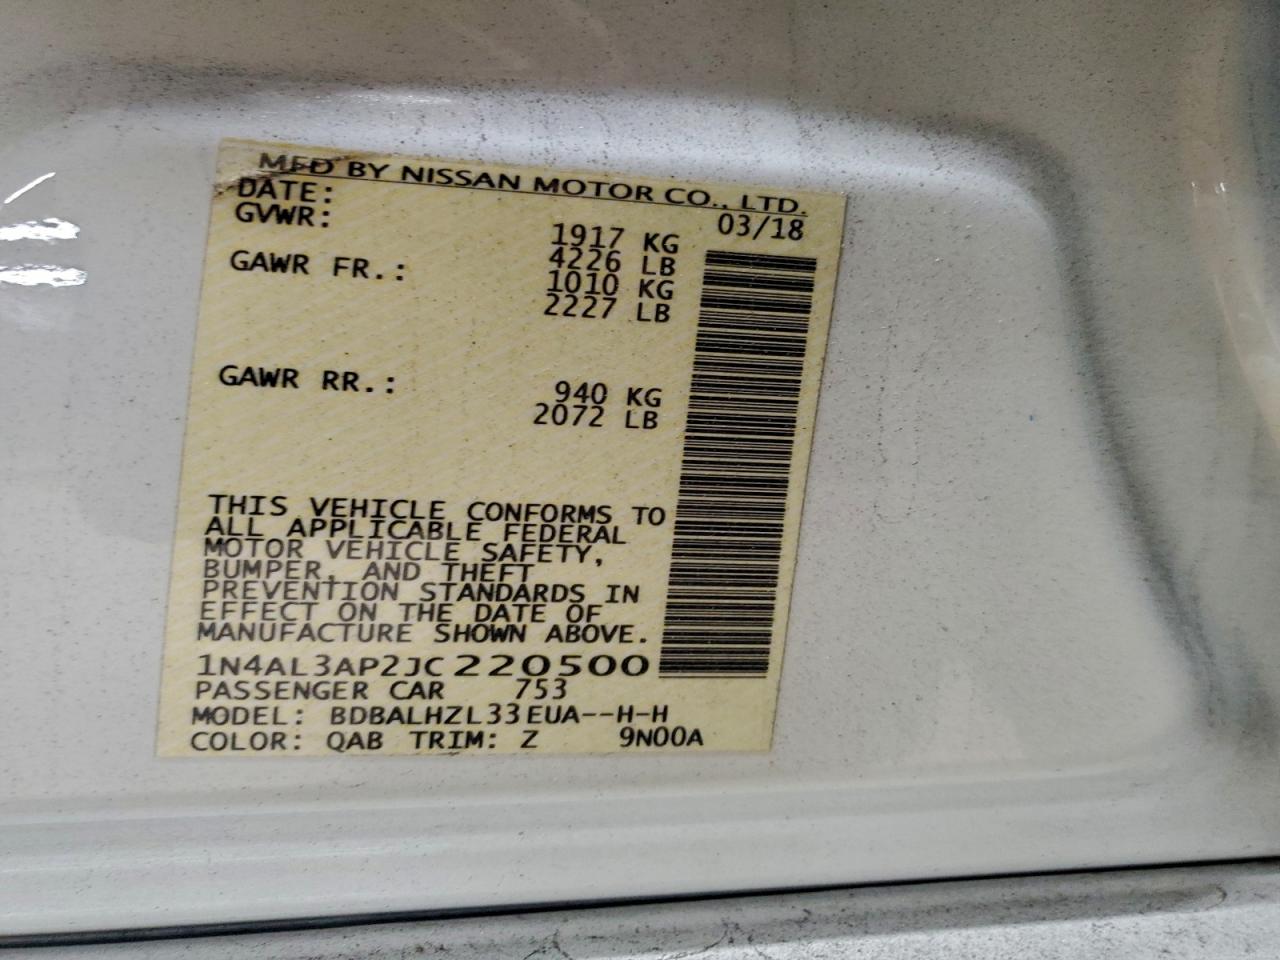 MFD BY NISSAN MOTOR CO., LTD.
DATE: 03/18
GVWR: 1917 KG
4226 LB
GAWR FR.: 1010 KG
2227 LB
GAWR RR.: 940 KG
2072 LB
THIS VEHICLE CONFORMS TO
ALL APPLICABLE FEDERAL
MOTOR VEHICLE SAFETY,
BUMPER, AND THEFT
PREVENTION STANDARDS IN
EFFECT ON THE DATE OF
MANUFACTURE SHOWN ABOVE.
1N4AL3AP2JC220500
PASSENGER CAR 753
MODEL: BDBALHZL33EUA--H-H
COLOR: QAB TRIM: Z 9N00A